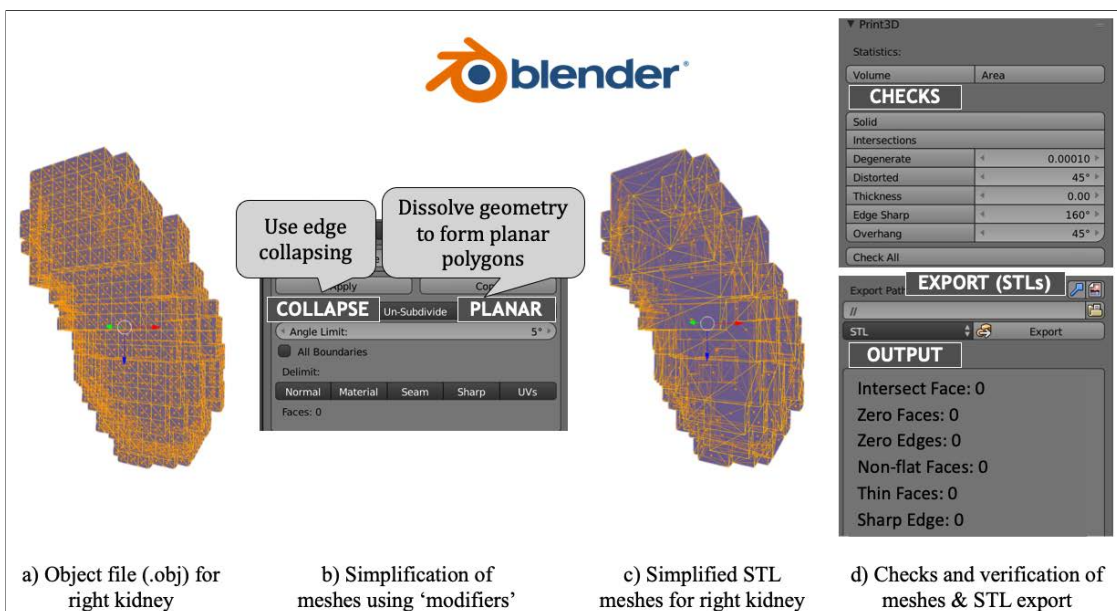 blender®
Use edge
collapsing
Dissolve geometry
to form planar
polygons
Apply
COLLAPSE Un-Subdivide PLANAR
Angle Limit: 5°
All Boundaries
Delimit:
Normal Material Seam Sharp UVs
Faces: 0
Print3D
Statistics:
Volume Area
CHECKS
Solid
Intersections
Degenerate 0.00010
Distorted 45°
Thickness 0.00
Edge Sharp 160°
Overhang 45°
Check All
Export Path EXPORT (STLs)
//
STL Export
OUTPUT
Intersect Face: 0
Zero Faces: 0
Zero Edges: 0
Non-flat Faces: 0
Thin Faces: 0
Sharp Edge: 0
a) Object file (.obj) for
right kidney
b) Simplification of
meshes using ‘modifiers’
c) Simplified STL
meshes for right kidney
d) Checks and verification of
meshes & STL export